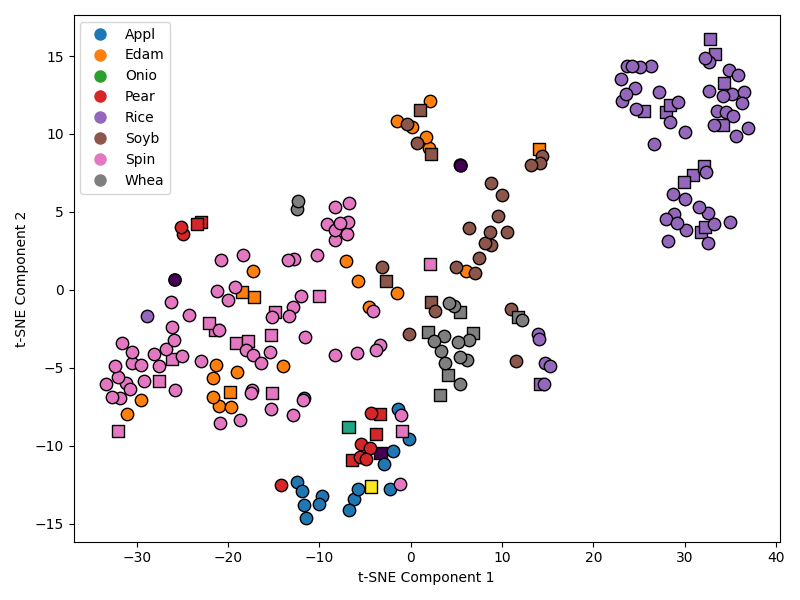 Appl
Edam
Onio
Pear
Rice
Soyb
Spin
Whea
15
10
5
0
−5
−10
−15
t-SNE Component 2
−30 −20 −10 0 10 20 30 40
t-SNE Component 1